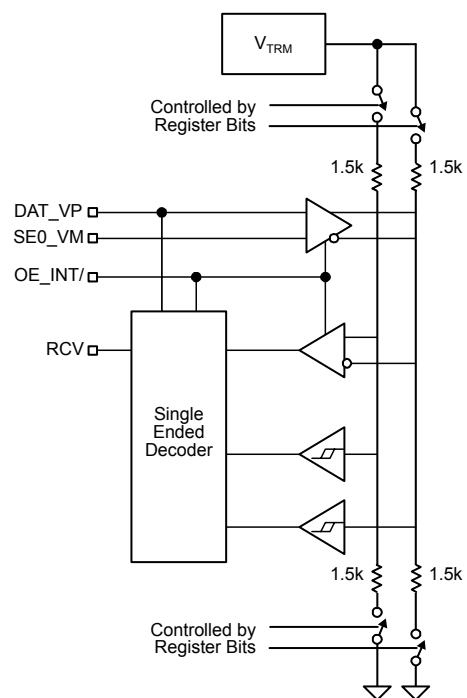 VTRM
Controlled by
Register Bits
1.5k
1.5k
DAT_VP
SE0_VM
OE_INT/
RCV
Single
Ended
Decoder
1.5k
1.5k
Controlled by
Register Bits